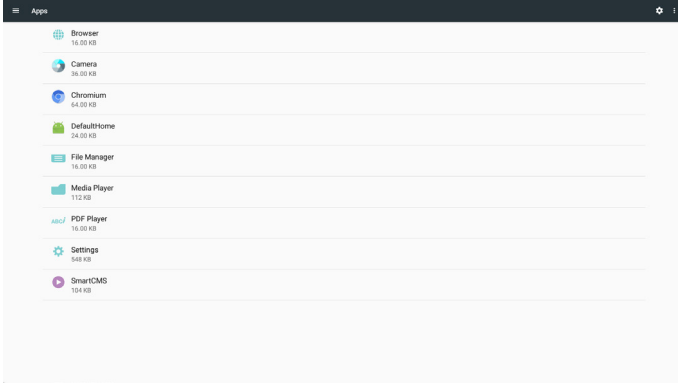 Apps
Browser
16.00 KB
Camera
36.00 KB
Chromium
64.00 KB
DefaultHome
24.00 KB
File Manager
16.00 KB
Media Player
112 KB
ABC
PDF Player
16.00 KB
Settings
548 KB
SmartCMS
104 KB